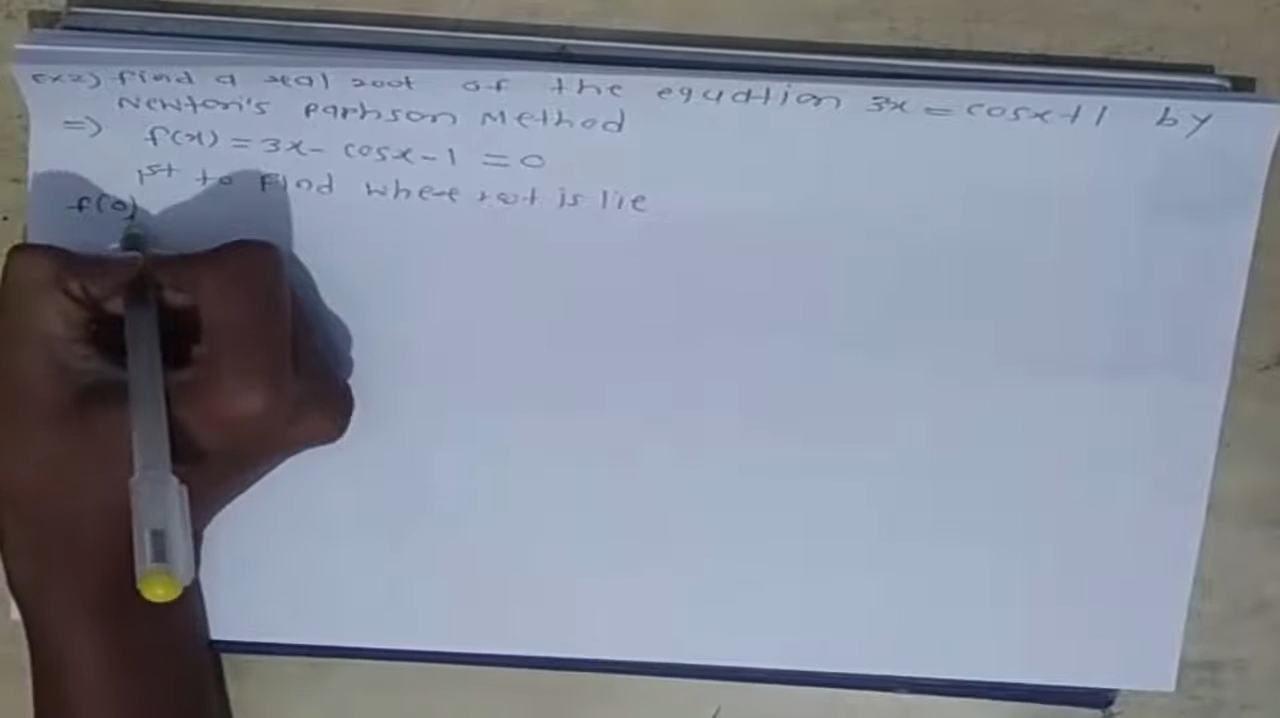 Ex2) find a real root of the equation 3x = cosx+1 by
Newton's Raphson Method
=> f(x) = 3x - cosx - 1 = 0
1st to find where root is lie
f(0)